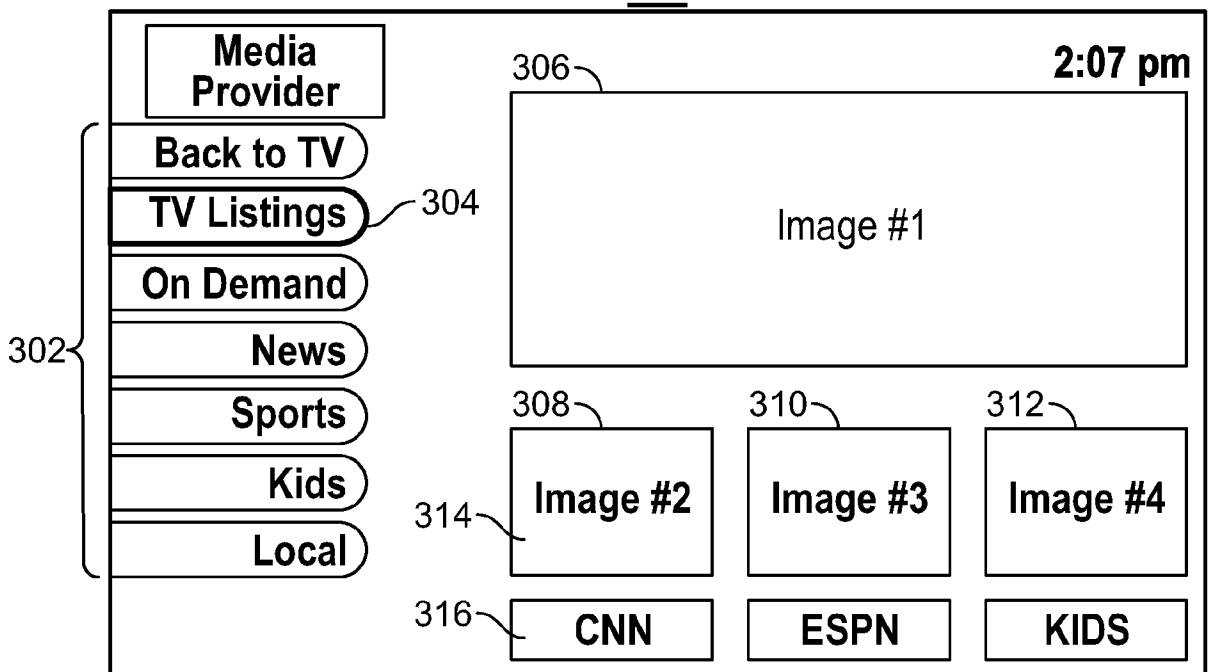 Media
Provider
2:07 pm
306
Back to TV
TV Listings
304
Image #1
On Demand
302
News
Sports
308
310
312
Kids
Image #2
Image #3
Image #4
314
Local
316
CNN
ESPN
KIDS